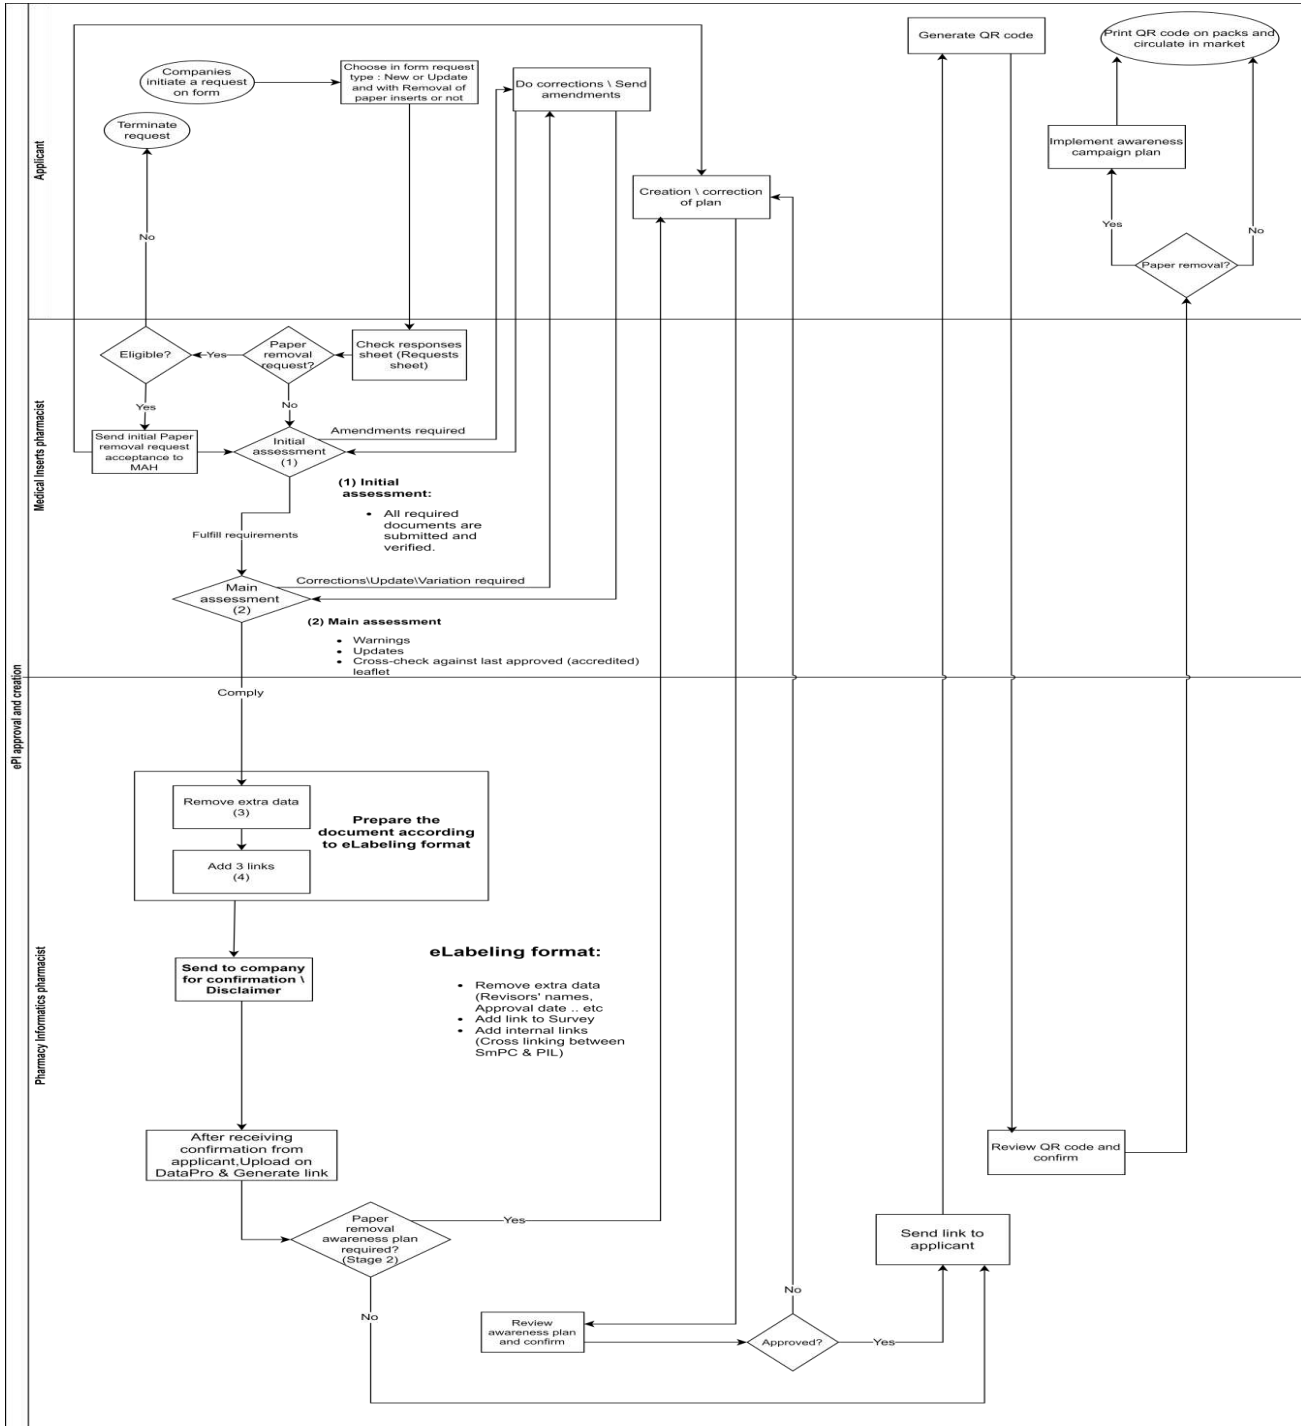 ePI approval and creation
Applicant
Companies
initiate a request
on form
Choose in form request
type : New or Update
and with Removal of
paper inserts or not
Do corrections \ Send
amendments
Generate QR code
Print QR code on packs and
circulate in market
Terminate
request
Implement awareness
campaign plan
Creation \ correction
of plan
Yes
No
No
Paper removal?
Medical Inserts pharmacist
Eligible?
Yes
Paper
removal
request?
Check responses
sheet (Requests
sheet)
Yes
No
Send initial Paper
removal request
acceptance to
MAH
Initial
assessment
(1)
Amendments required
(1) Initial
assessment:
• All required
documents are
submitted and
verified.
Fulfill requirements
Main
assessment
(2)
Corrections\Update\Variation required
(2) Main assessment
• Warnings
• Updates
• Cross-check against last approved (accredited)
leaflet
Pharmacy Informatics pharmacist
Comply
Remove extra data
(3)
Add 3 links
(4)
Prepare the
document according
to eLabeling format
Send to company
for confirmation \
Disclaimer
eLabeling format:
• Remove extra data
(Revisors' names,
Approval date .. etc
• Add link to Survey
• Add internal links
(Cross linking between
SmPC & PIL)
After receiving
confirmation from
applicant,Upload on
DataPro & Generate link
Review QR code and
confirm
Paper
removal
awareness plan
required?
(Stage 2)
Yes
No
Send link to
applicant
No
Review
awareness plan
and confirm
Approved?
Yes